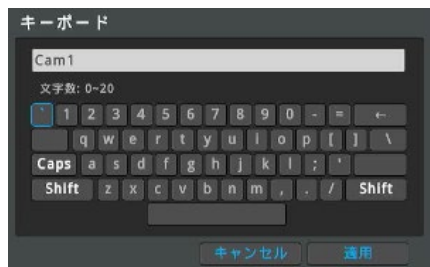 キーボード
Cam1
文字数: 0~20
` 1 2 3 4 5 6 7 8 9 0 - = ←
q w e r t y u i o p [ ] \
Caps a s d f g h j k l ; '
Shift z x c v b n m , . / Shift
キャンセル 適用